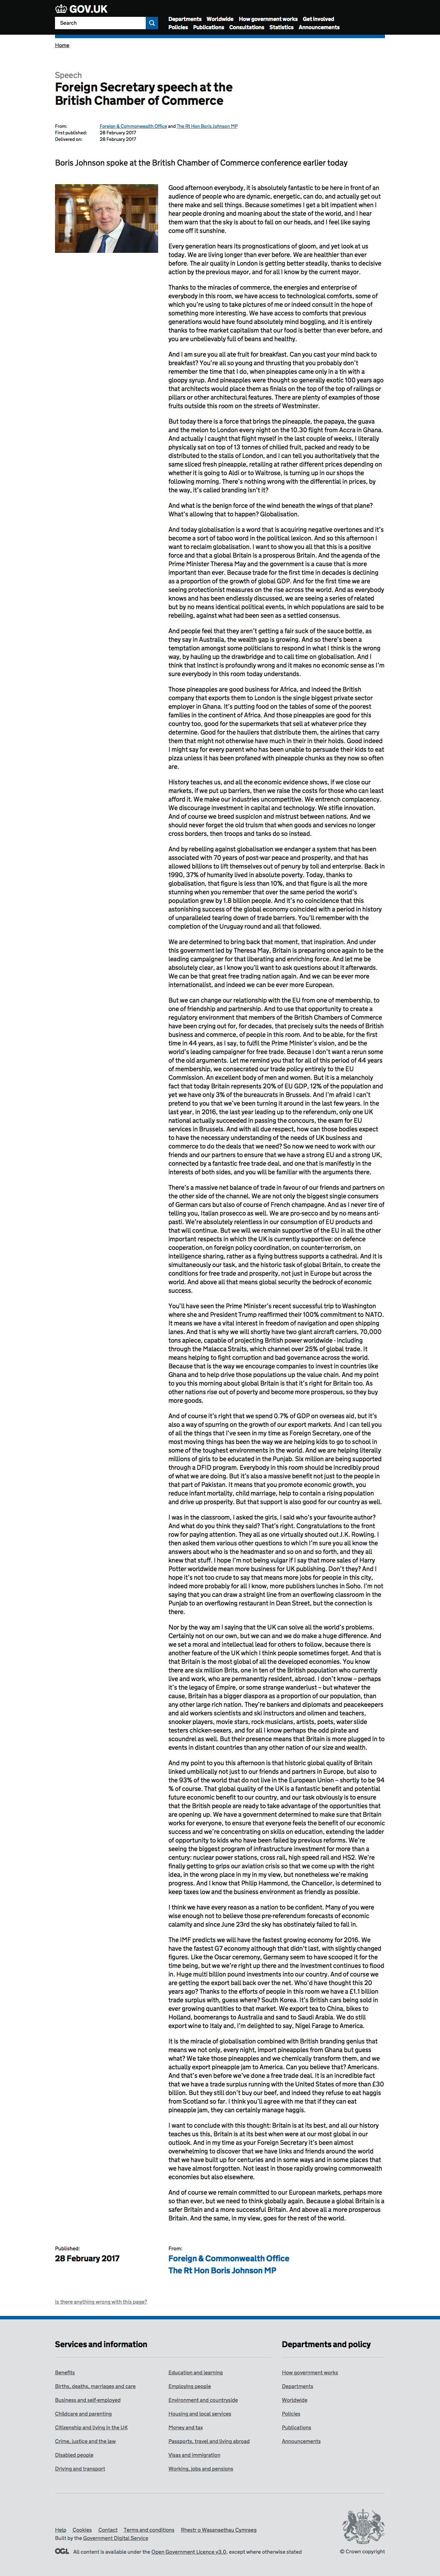 GOV.UK
Search
Departments Worldwide How government works Get involved
Policies Publications Consultations Statistics Announcements
Home
Speech
Foreign Secretary speech at the
British Chamber of Commerce
From: Foreign & Commonwealth Office and The Rt Hon Boris Johnson MP
First published: 28 February 2017
Delivered on: 28 February 2017
Boris Johnson spoke at the British Chamber of Commerce conference earlier today
Good afternoon everybody, it is absolutely fantastic to be here in front of an
audience of people who are dynamic, energetic, can do, and actually get out
there make and sell things. Because sometimes I get a bit impatient when I
hear people droning and moaning about the state of the world, and I hear
them warn that the sky is about to fall on our heads, and I feel like saying
come off it sunshine.
Every generation hears its prognostications of gloom, and yet look at us
today. We are living longer than ever before. We are healthier than ever
before. The air quality in London is getting better steadily, thanks to decisive
action by the previous mayor, and for all I know by the current mayor.
Thanks to the miracles of commerce, the energies and enterprise of
everybody in this room, we have access to technological comforts, some of
which you're trying not to look at me or indeed consult in the hope of
something more interesting. We have access to comforts that previous
generations would have found absolutely mind boggling, and it is entirely
thanks to free market capitalism that our food is better than ever before, and
you are unbelievably full of beans and healthy.
And I am sure you all ate fruit for breakfast. Can you cast your mind back to
breakfast? You're all so young and thrusting that you probably don't
remember the time that I do, when pineapples came only in a tin with a
gloopy syrup. And pineapples were thought so generally exotic 100 years ago
that architects would place them as finials on the top of the top of railings or
pillars or other architectural features. There are plenty of examples of those
fruits outside this room on the streets of Westminster.
But today there is a force that brings the pineapple, the papaya, the guava
and the melon to London every night on the 10.30 flight from Accra in Ghana.
And actually I caught that flight myself in the last couple of weeks, I literally
physically sat on top of 13 tonnes of chilled fruit, packed and ready to be
distributed to the stalls of London, and I can tell you authoritatively that the
same sliced fresh pineapple, retailing at rather different prices depending on
whether it is going to Aldi or to Waitrose, is turning up in our shops the
following morning. There's nothing wrong with the differential in prices, by
the way, it's called brand loyalty isn't it?
And what is the benign force of the wind beneath the wings of that plane?
What's allowing that to happen? Globalisation.
And today globalisation is a word that is acquiring negative overtones and it's
become a sort of taboo word in the political lexicon. And so this afternoon I
want to reclaim globalisation. I want to show you all that this is a positive
force and that a global Britain is a prosperous Britain. And the agenda of the
Prime Minister Theresa May and the government is a cause that is more
important than ever. Because trade for the first time in decades is declining
as a proportion of the growth of global GDP. And for the first time we are
seeing protectionist measures on the rise across the world. And as everybody
knows and has been endlessly discussed, we are seeing a series of related
but by no means identical political events, in which populations are said to be
rebelling, against what had been seen as a settled consensus.
And people feel that they aren't getting a fair suck of the sauce bottle, as
they say in Australia, the wealth gap is growing. And so there's been a
temptation amongst some politicians to respond in what I think is the wrong
way, by hauling up the drawbridge and to call time on globalisation. And I
think that instinct is profoundly wrong and it makes no economic sense as I'm
sure everybody in this room today understands.
Those pineapples are good business for Africa, and indeed the British
company that exports them to London is the single biggest private sector
employer in Ghana. It's putting food on the tables of some of the poorest
families in the continent of Africa. And those pineapples are good for this
country too, good for the supermarkets that sell at whatever price they
determine. Good for the hauliers that distribute them, the airlines that carry
them that might not otherwise have much in their in their holds. Good indeed
I might say for every parent who has been unable to persuade their kids to eat
pizza unless it has been profaned with pineapple chunks as they now so often
are.
History teaches us, and all the economic evidence shows, if we close our
markets, if we put up barriers, then we raise the costs for those who can least
afford it. We make our industries uncompetitive. We entrench complacency.
We discourage investment in capital and technology. We stifle innovation.
And of course we breed suspicion and mistrust between nations. And we
should never forget the old truism that when goods and services no longer
cross borders, then troops and tanks do so instead.
And by rebelling against globalisation we endanger a system that has been
associated with 70 years of post-war peace and prosperity, and that has
allowed billions to lift themselves out of penury by toil and enterprise. Back in
1990, 37% of humanity lived in absolute poverty. Today, thanks to
globalisation, that figure is less than 10%, and that figure is all the more
stunning when you remember that over the same period the world's
population grew by 1.8 billion people. And it's no coincidence that this
astonishing success of the global economy coincided with a period in history
of unparalleled tearing down of trade barriers. You'll remember the
completion of the Uruguay round and all that followed.
We are determined to bring back that moment, that inspiration. And under
this government led by Theresa May, Britain is preparing to be once again the
leading campaigner for that liberating and enriching force. And let me be
absolutely clear, as I know you'll want to ask questions about it afterwards.
We can be that great free trading nation again. And we can be ever more
internationalist, and indeed we can be ever more European.
But we can change our relationship with the EU from one of membership, to
one of friendship and partnership. And to use that opportunity to create a
regulatory environment that members of the British Chambers of Commerce
have been crying out for, for decades, that precisely suits the needs of British
business and commerce, of people in this room. And to be able, for the first
time in 44 years, as I say, to fulfil the Prime Minister's vision, and be the
world's leading campaigner for free trade. Because I don't want a rerun some
of the old arguments. Let me remind you that for all of this period of 44 years
of membership, we consecrated our trade policy entirely to the EU
Commission. An excellent body of men and women. But it is a melancholy
fact that today Britain represents 20% of EU GDP, 12% of the population and
yet we have only 3% of the bureaucrats in Brussels. And I'm afraid I can't
pretend to you that we've been turning it around in the last few years. In the
last year, in 2016, the last year leading up to the referendum, only one UK
national actually succeeded in passing the concours, the exam for EU
services in Brussels. And with all due respect, how can those bodies expect
to have the necessary understanding of the needs of UK business and
commerce to do the deals that we need? So now we need to work with our
friends and our partners to ensure that we have a strong EU and a strong UK,
connected by a fantastic free trade deal, and one that is manifestly in the
interests of both sides, and you will be familiar with the arguments there.
There's a massive net balance of trade in favour of our friends and partners on
the other side of the channel. We are not only the biggest single consumers
of German cars but also of course of French champagne. And as I never tire of
telling you, Italian prosecco as well. We are pro-secco and by no means anti-
pasti. We're absolutely relentless in our consumption of EU products and
that will continue. But we will remain supportive of the EU in all the other
important respects in which the UK is currently supportive: on defence
cooperation, on foreign policy coordination, on counter-terrorism, on
intelligence sharing, rather as a flying buttress supports a cathedral. And it is
simultaneously our task, and the historic task of global Britain, to create the
conditions for free trade and prosperity, not just in Europe but across the
world. And above all that means global security the bedrock of economic
success.
You'll have seen the Prime Minister's recent successful trip to Washington
where she and President Trump reaffirmed their 100% commitment to NATO.
It means we have a vital interest in freedom of navigation and open shipping
lanes. And that is why we will shortly have two giant aircraft carriers, 70,000
tons apiece, capable of projecting British power worldwide - including
through the Malacca Straits, which channel over 25% of global trade. It
means helping to fight corruption and bad governance across the world.
Because that is the way we encourage companies to invest in countries like
Ghana and to help drive those populations up the value chain. And my point
to you this morning about global Britain is that it's right for Britain too. As
other nations rise out of poverty and become more prosperous, so they buy
more goods.
And of course it's right that we spend 0.7% of GDP on overseas aid, but it's
also a way of spurring on the growth of our export markets. And I can tell you
of all the things that I've seen in my time as Foreign Secretary, one of the
most moving things has been the way we are helping kids to go to school in
some of the toughest environments in the world. And we are helping literally
millions of girls to be educated in the Punjab. Six million are being supported
through a DFID program. Everybody in this room should be incredibly proud
of what we are doing. But it's also a massive benefit not just to the people in
that part of Pakistan. It means that you promote economic growth, you
reduce infant mortality, child marriage, help to contain a rising population
and drive up prosperity. But that support is also good for our country as well.
I was in the classroom, I asked the girls, I said who's your favourite author?
And what do you think they said? That's right. Congratulations to the front
row for paying attention. They all as one virtually shouted out J.K. Rowling. I
then asked them various other questions to which I'm sure you all know the
answers about who is the headmaster and so on and so forth, and they all
knew that stuff. I hope I'm not being vulgar if I say that more sales of Harry
Potter worldwide mean more business for UK publishing. Don't they? And I
hope it's not too crude to say that means more jobs for people in this city,
indeed more probably for all I know, more publishers lunches in Soho. I'm not
saying that you can draw a straight line from an overflowing classroom in the
Punjab to an overflowing restaurant in Dean Street, but the connection is
there.
Nor by the way am I saying that the UK can solve all the world's problems.
Certainly not on our own, but we can and we do make a huge difference. And
we set a moral and intellectual lead for others to follow, because there is
another feature of the UK which I think people sometimes forget. And that is
that Britain is the most global of all the developed economies. You know
there are six million Brits, one in ten of the British population who currently
live and work, who are permanently resident, abroad. I don't know – perhaps
it's the legacy of Empire, or some strange wanderlust – but whatever the
cause, Britain has a bigger diaspora as a proportion of our population, than
any other large rich nation. They're bankers and diplomats and peacekeepers
and aid workers scientists and ski instructors and oilmen and teachers,
snooker players, movie stars, rock musicians, artists, poets, water slide
testers chicken-sexers, and for all I know perhaps the odd pirate and
scoundrel as well. But their presence means that Britain is more plugged in to
events in distant countries than any other nation of our size and wealth.
And my point to you this afternoon is that historic global quality of Britain
linked umbilically not just to our friends and partners in Europe, but also so
to the 93% of the world that do not live in the European Union – surely to be 94
% of course. That global quality of the UK is a fantastic benefit and potential
future economic benefit to our country, and our task obviously is to ensure
that the British people are ready to take advantage of the opportunities that
are opening up. We have a government determined to make sure that Britain
works for everyone, to ensure that everyone feels the benefit of our economic
success and we're concentrating on skills on education, extending the ladder
of opportunity to kids who have been failed by previous reforms. We're
seeing the biggest program of infrastructure investment for more than a
century: nuclear power stations, cross rail, high speed rail and HS2. We're
finally getting to grips our aviation crisis so that we come up with the right
idea, in the wrong place in my in my view, but nonetheless we're making
progress. And I know that Philip Hammond, the Chancellor, is determined to
keep taxes down and the business environment as friendly as possible.
I think we have every reason as a nation to be confident. Many of you were
wise enough not to believe those pre-referendum forecasts of economic
calamity and since June 23rd the sky has obstinately failed to fall in.
The IMF predicts we will have the fastest growing economy for 2016. We
have the fastest G7 economy although that didn't last, with slightly changed
figures. Like the Oscar ceremony, Germany seem to have scooped it for the
time being, but we we're right up there and the investment continues to flood
in. Huge multi billion pound investments into our country. And of course we
are getting the export ball back over the net. Who'd have thought this 20
years ago? Thanks to the efforts of people in this room we have a £1.1 billion
trade surplus with, guess where? South Korea. It's British cars being sold in
ever growing quantities to that market. We export tea to China, bikes to
Holland, boomerangs to Australia and sand to Saudi Arabia. We do still
export wine to Italy and, I'm delighted to say, Nigel Farage to America.
It is the miracle of globalisation combined with British branding genius that
means we not only, every night, import pineapples from Ghana but guess
what? We take those pineapples and we chemically transform them, and we
actually export pineapple jam to America. Can you believe that? Americans.
And that's even before we've done a free trade deal. It is an incredible fact
that we have a trade surplus running with the United States of more than £30
billion. But they still don't buy our beef, and indeed they refuse to eat haggis
from Scotland so far. I think you'll agree with me that if they can eat
pineapple jam, they can certainly manage haggis.
I want to conclude with this thought: Britain is at its best, and all our history
teaches us this, Britain is at its best when were at our most global in our
outlook. In my time as your Foreign Secretary it's been almost
overwhelming to discover that we have links and friends around the world
that we have built up for centuries and in some ways and in some places that
we have almost forgotten. Not least in those rapidly growing commonwealth
economies but also elsewhere.
And of course we remain committed to our European markets, perhaps more
so than ever, but we need to think globally again. Because a global Britain is a
safer Britain and a more successful Britain. And above all a more prosperous
Britain. And the same, in my view, goes for the rest of the world.
Published: From:
28 February 2017 Foreign & Commonwealth Office
The Rt Hon Boris Johnson MP
Is there anything wrong with this page?
Services and information Departments and policy
Benefits Education and learning How government works
Births, deaths, marriages and care Employing people Departments
Business and self-employed Environment and countryside Worldwide
Childcare and parenting Housing and local services Policies
Citizenship and living in the UK Money and tax Publications
Crime, justice and the law Passports, travel and living abroad Announcements
Disabled people Visas and immigration
Driving and transport Working, jobs and pensions
Help Cookies Contact Terms and conditions Rhestr o Wasanaethau Cymraeg
Built by the Government Digital Service
OGL All content is available under the Open Government Licence v3.0, except where otherwise stated
© Crown copyright